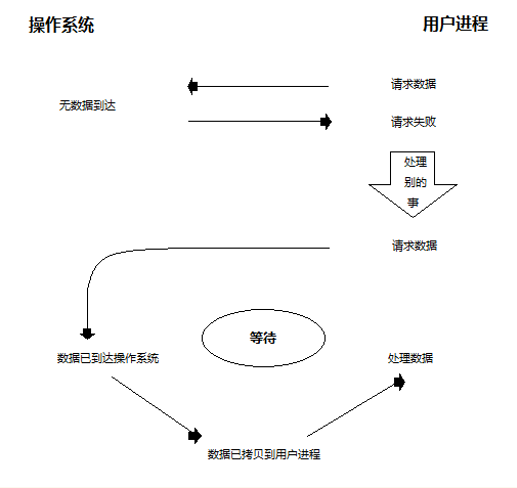 操作系统
用户进程
请求数据
无数据到达
请求失败
处理
别的
事
请求数据
等待
数据已到达操作系统
处理数据
数据已拷贝到用户进程